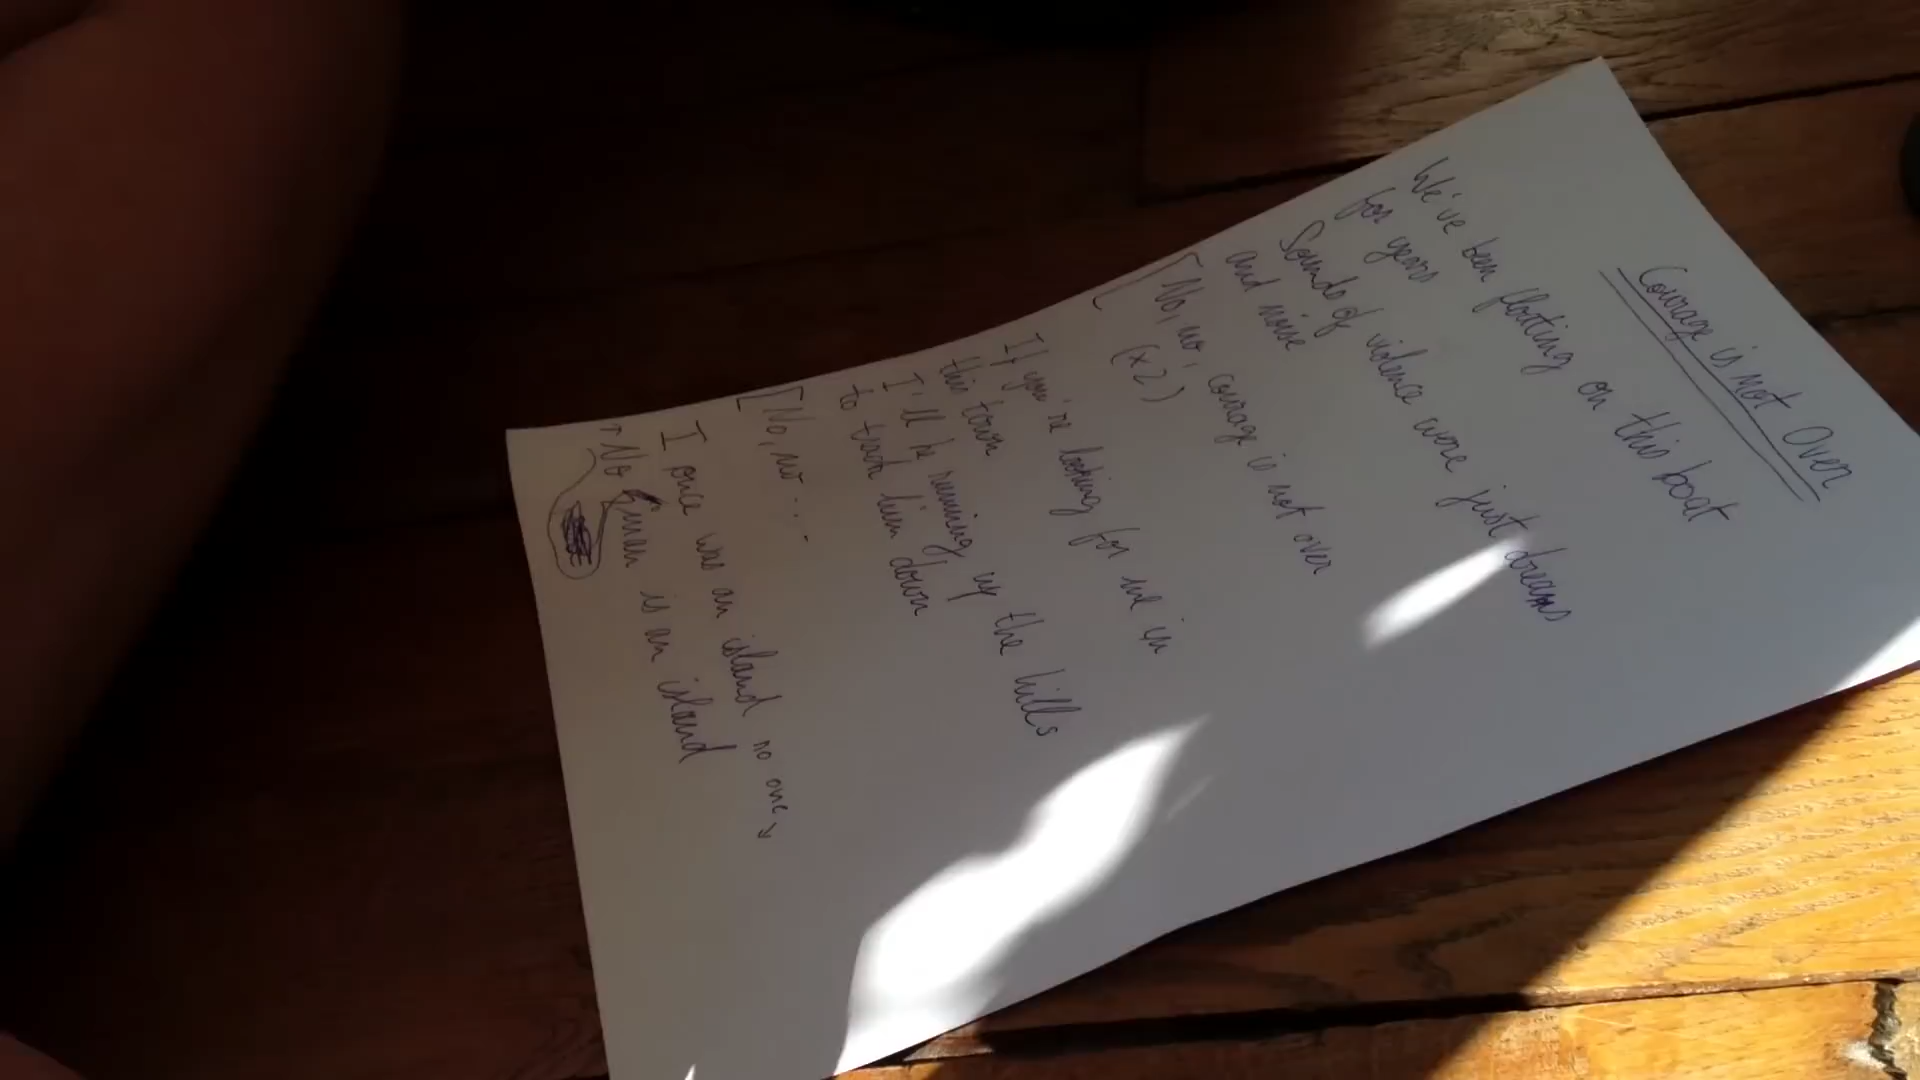 Courage is not Over
We've been floating on this boat
for years
Sounds of violence were just dreams
and noise
[No, no, courage is not over
(x2)
If you're looking for me in
this town
I'll be running up the hills
to track him down
[No, no...
I once was an island no one
No man is an island